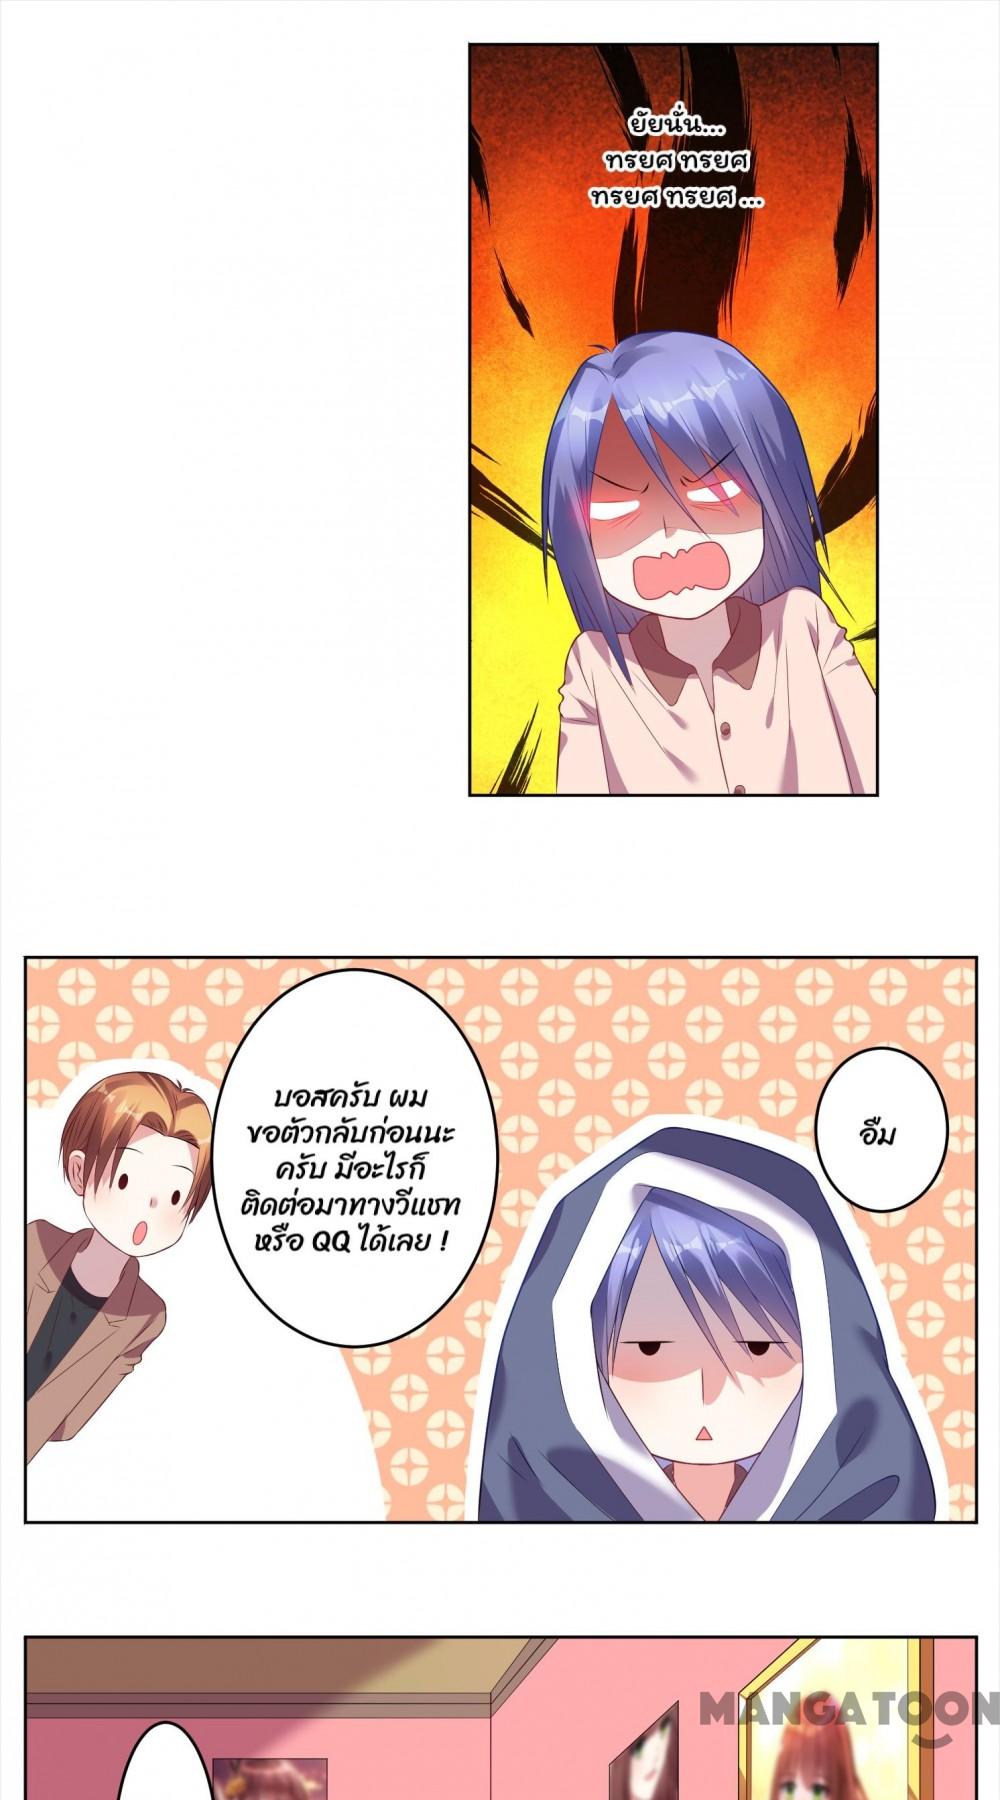 ยัยนั่น...
ทรยศ ทรยศ
ทรยศ ทรยศ ...
บอสครับ ผม
ขอตัวกลับก่อนนะ
ครับ มีอะไรก็
ติดต่อมาทางวีแชท
หรือ QQ ได้เลย !
อืม
MANGATOON